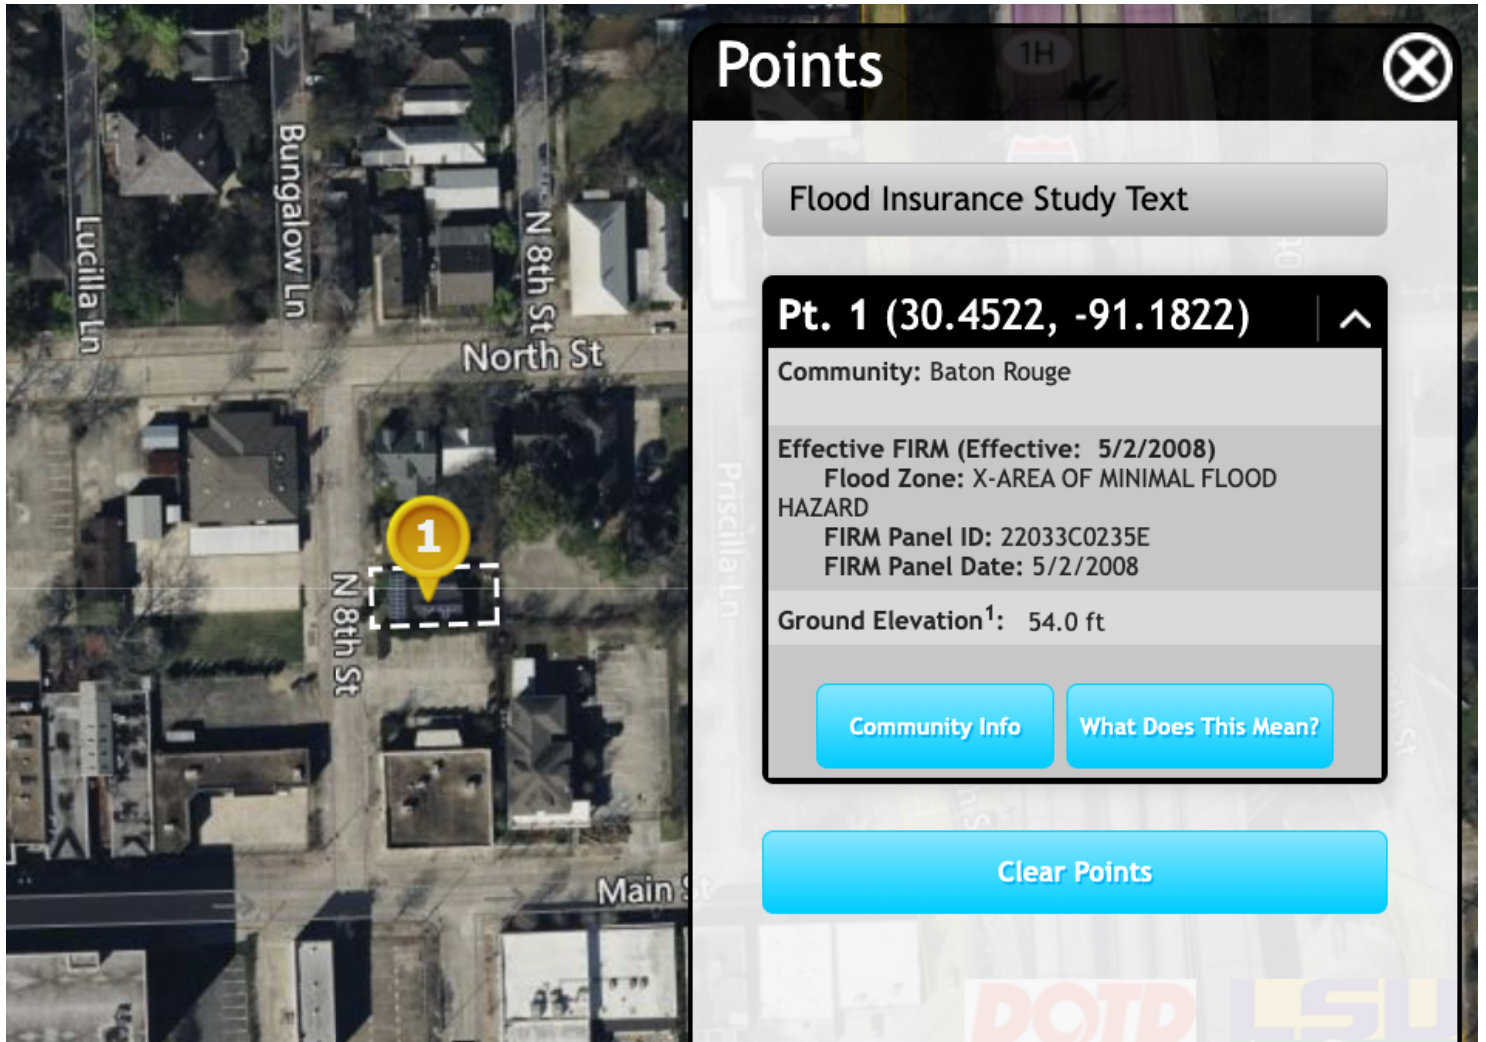 Points
1H
Flood Insurance Study Text
Pt. 1 (30.4522, -91.1822)
Community: Baton Rouge
Effective FIRM (Effective: 5/2/2008)
Flood Zone: X-AREA OF MINIMAL FLOOD
HAZARD
FIRM Panel ID: 22033C0235E
FIRM Panel Date: 5/2/2008
Ground Elevation¹: 54.0 ft
Community Info
What Does This Mean?
Clear Points
DOTD
LSU
Lucilla Ln
Bungalow Ln
N 8th St
North St
1
N 8th St
Priscilla Ln
Main St